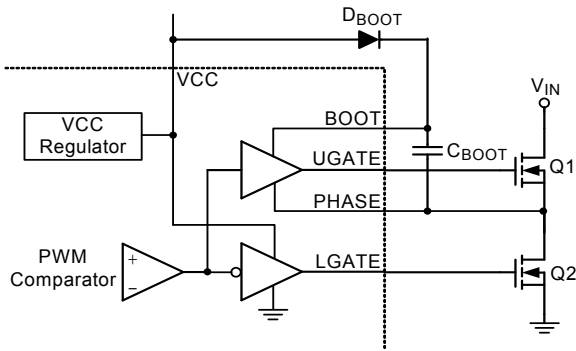 DBOOT
VCC
VIN
VCC
Regulator
BOOT
CBOOT
UGATE
Q1
PHASE
PWM
Comparator
+
−
LGATE
Q2